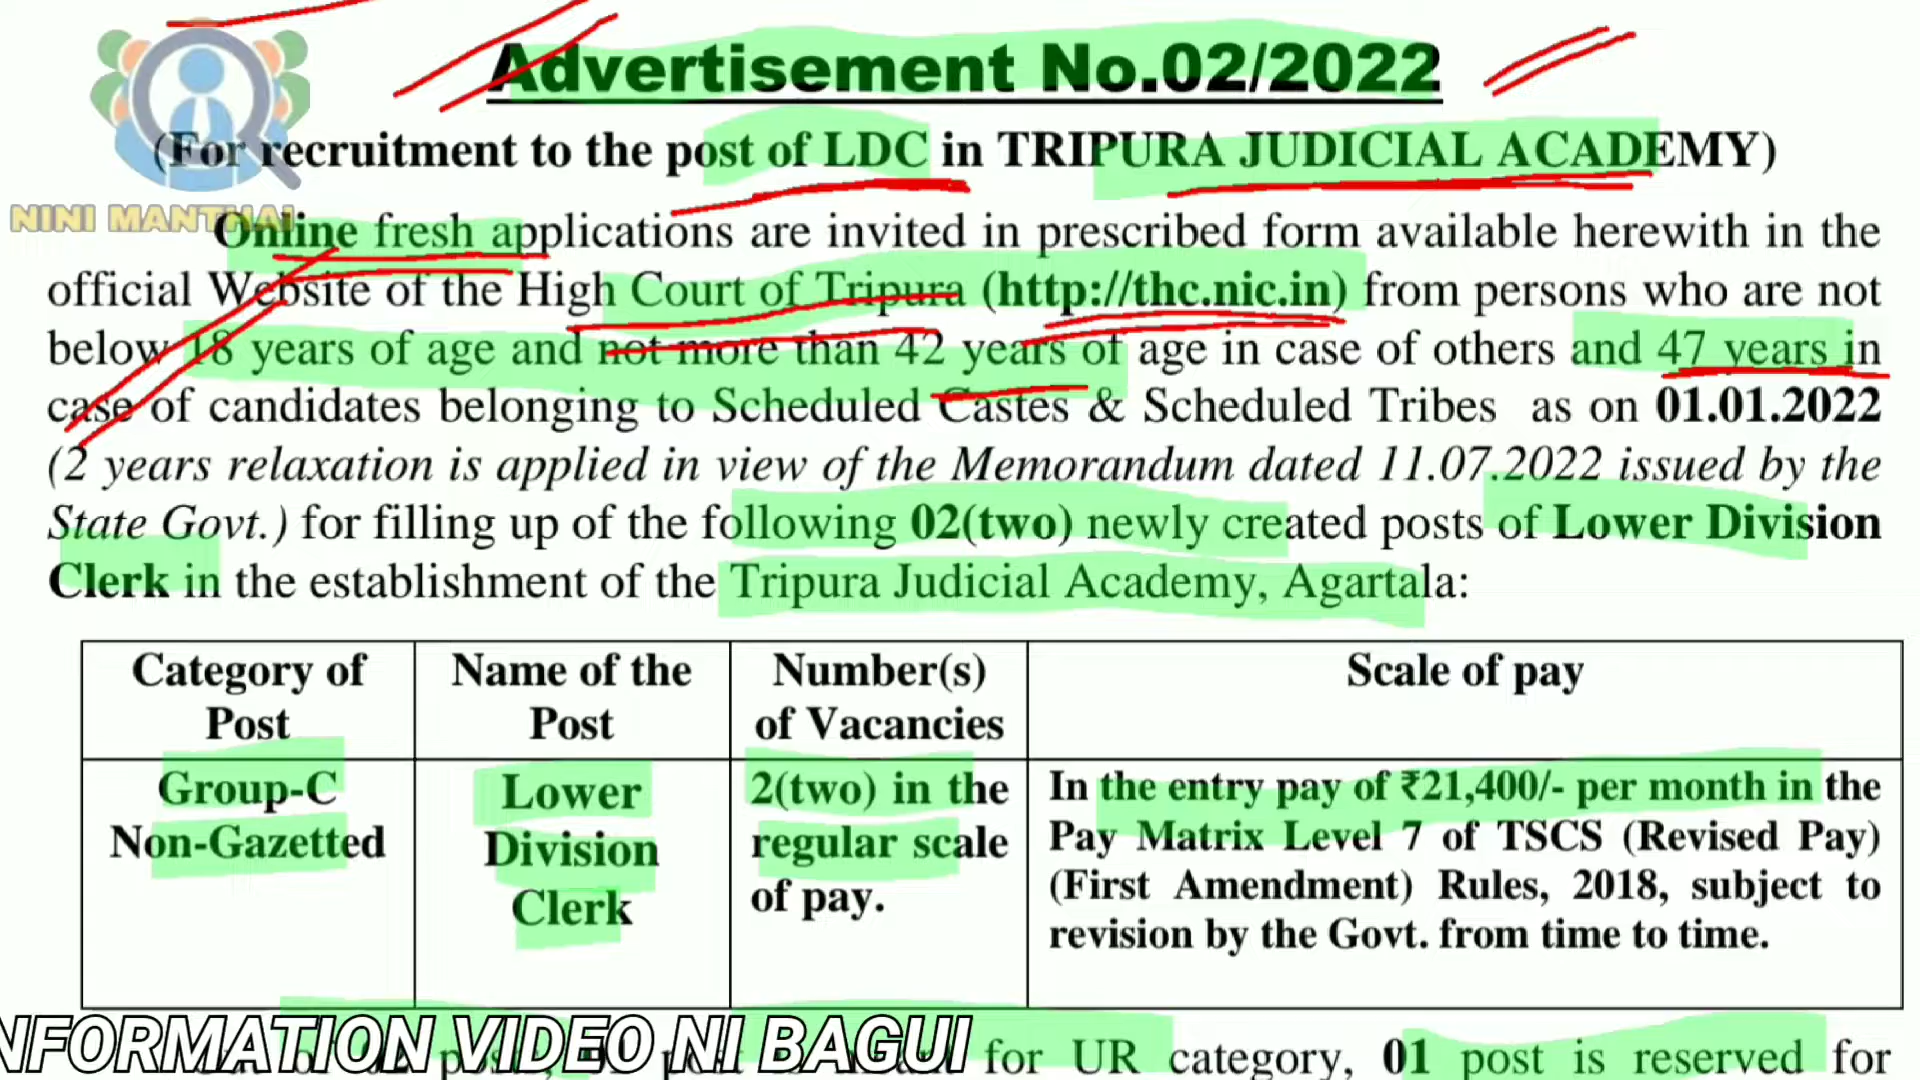 Advertisement No.02/2022
(For recruitment to the post of LDC in TRIPURA JUDICIAL ACADEMY)
NINI MANTHAI
Online fresh applications are invited in prescribed form available herewith in the
official Website of the High Court of Tripura (http://thc.nic.in) from persons who are not
below 18 years of age and not more than 42 years of age in case of others and 47 years in
case of candidates belonging to Scheduled Castes & Scheduled Tribes as on 01.01.2022
(2 years relaxation is applied in view of the Memorandum dated 11.07.2022 issued by the
State Govt.) for filling up of the following 02(two) newly created posts of Lower Division
Clerk in the establishment of the Tripura Judicial Academy, Agartala:
Category of
Post
Name of the
Post
Number(s)
of Vacancies
Scale of pay
Group-C
Non-Gazetted
Lower
Division
Clerk
2(two) in the
regular scale
of pay.
In the entry pay of ₹21,400/- per month in the
Pay Matrix Level 7 of TSCS (Revised Pay)
(First Amendment) Rules, 2018, subject to
revision by the Govt. from time to time.
NFORMATION VIDEO NI BAGUI
for UR category, 01 post is reserved for